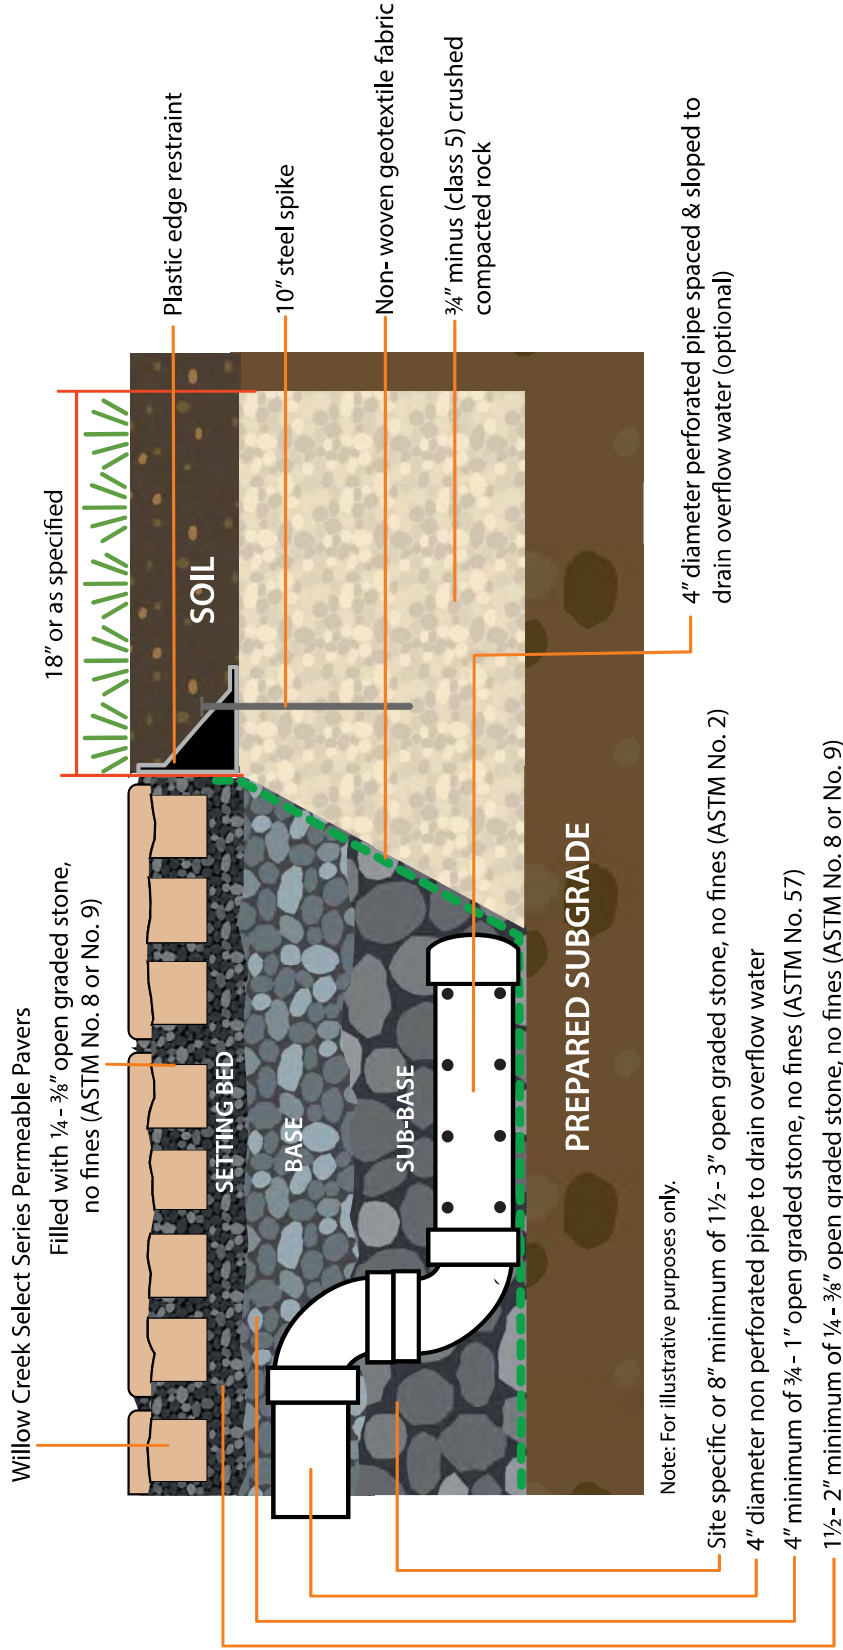 Willow Creek Select Series Permeable Pavers
Filled with ¼ - ⅜” open graded stone,
no fines (ASTM No. 8 or No. 9)
18” or as specified
Plastic edge restraint
10” steel spike
Non- woven geotextile fabric
¾” minus (class 5) crushed
compacted rock
4” diameter perforated pipe spaced & sloped to
drain overflow water (optional)
SOIL
SETTING BED
BASE
SUB-BASE
PREPARED SUBGRADE
Note: For illustrative purposes only.
Site specific or 8” minimum of 1½ - 3” open graded stone, no fines (ASTM No. 2)
4” diameter non perforated pipe to drain overflow water
4” minimum of ¾ - 1” open graded stone, no fines (ASTM No. 57)
1½ - 2” minimum of ¼ - ⅜” open graded stone, no fines (ASTM No. 8 or No. 9)